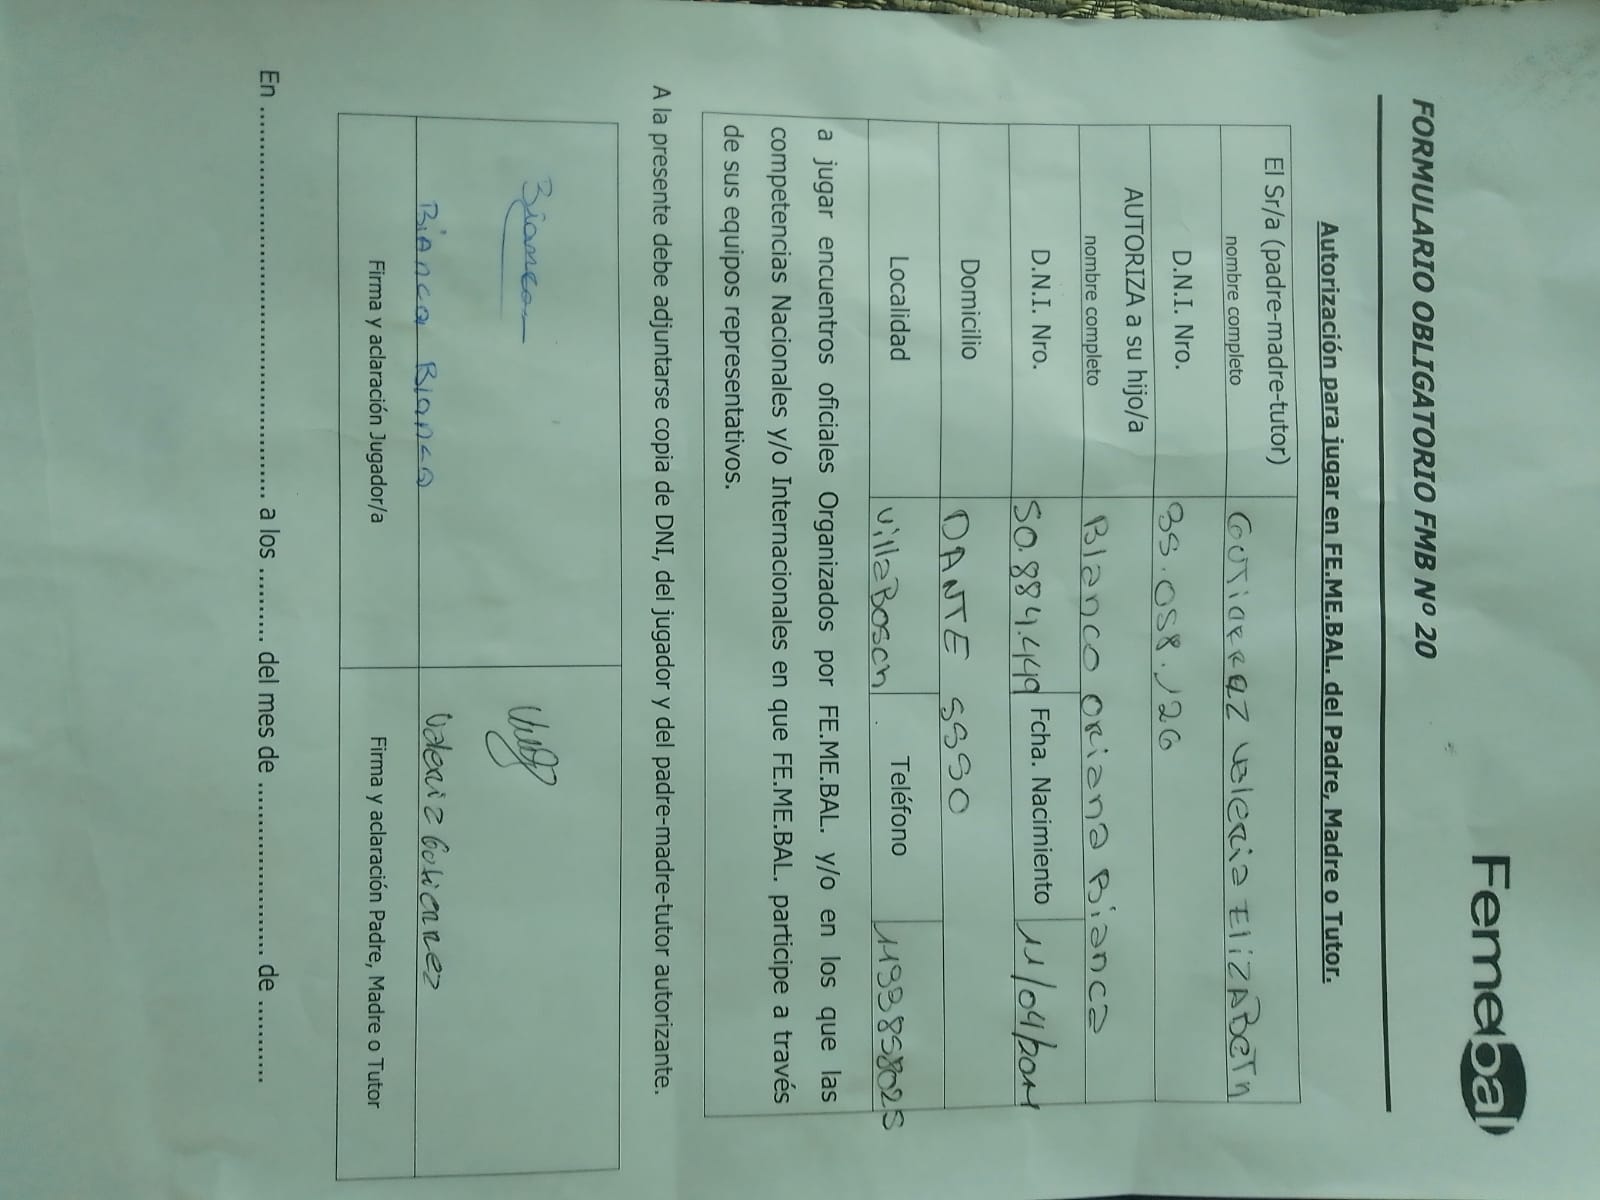 Femebal
FORMULARIO OBLIGATORIO FMB Nº 20
Autorización para jugar en FE.ME.BAL. del Padre, Madre o Tutor.
El Sr/a (padre-madre-tutor)
nombre completo
GUTIERREZ Valeria ElizABeTh
D.N.I. Nro.
35.058.126
AUTORIZA a su hijo/a
nombre completo
Blanco Oriana Bianca
D.N.I. Nro.
50.884.449
Fcha. Nacimiento
11/04/2011
Domicilio
DANTE 5550
Localidad
villa Bosch
Teléfono
1139858025
a jugar encuentros oficiales Organizados por FE.ME.BAL. y/o en los que las
competencias Nacionales y/o Internacionales en que FE.ME.BAL. participe a través
de sus equipos representativos.
A la presente debe adjuntarse copia de DNI, del jugador y del padre-madre-tutor autorizante.
Bianca Blanco
Valeria Gutierrez
Firma y aclaración Jugador/a
Firma y aclaración Padre, Madre o Tutor
En .................................................. a los .......... del mes de ........................ de ..........